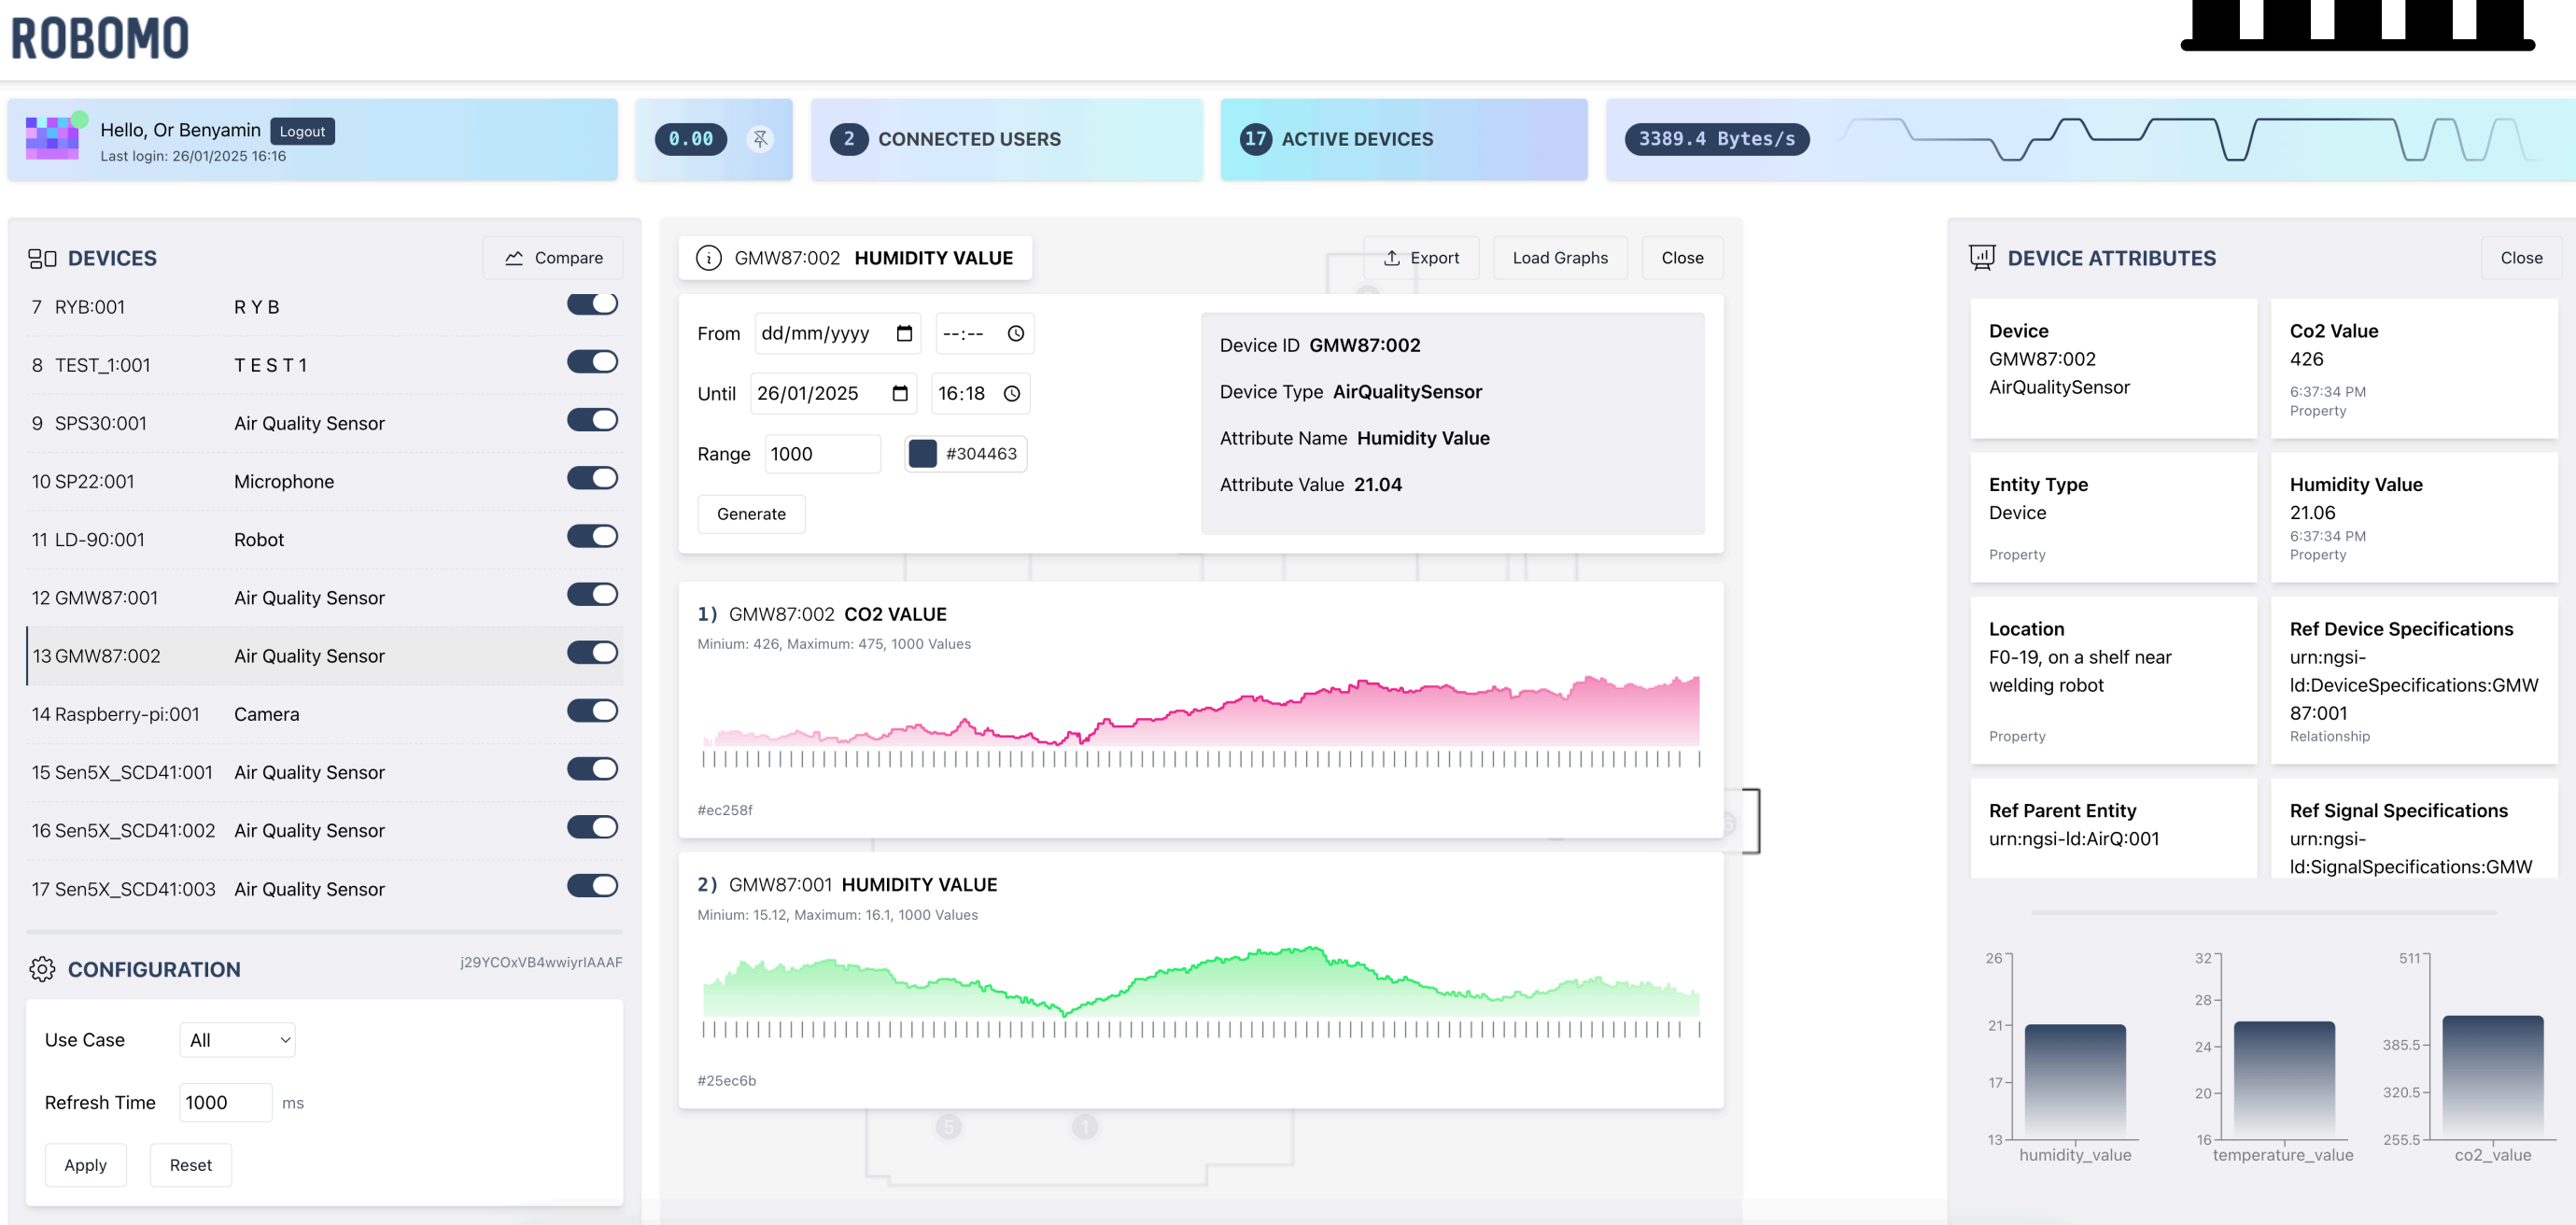 ROBOMO
Hello, Or Benyamin Logout
Last login: 26/01/2025 16:16
0.00
2 CONNECTED USERS
17 ACTIVE DEVICES
3389.4 Bytes/s
DEVICES Compare
7 RYB:001 R Y B
8 TEST_1:001 T E S T 1
9 SPS30:001 Air Quality Sensor
10 SP22:001 Microphone
11 LD-90:001 Robot
12 GMW87:001 Air Quality Sensor
13 GMW87:002 Air Quality Sensor
14 Raspberry-pi:001 Camera
15 Sen5X_SCD41:001 Air Quality Sensor
16 Sen5X_SCD41:002 Air Quality Sensor
17 Sen5X_SCD41:003 Air Quality Sensor
CONFIGURATION
Use Case All
Refresh Time 1000 ms
Apply Reset
GMW87:002 HUMIDITY VALUE
Export Load Graphs Close
From dd/mm/yyyy --:--
Until 26/01/2025 16:18
Range 1000 #304463
Generate
Device ID GMW87:002
Device Type AirQualitySensor
Attribute Name Humidity Value
Attribute Value 21.04
1) GMW87:002 CO2 VALUE
Minium: 426, Maximum: 475, 1000 Values
#ec258f
2) GMW87:001 HUMIDITY VALUE
Minium: 15.12, Maximum: 16.1, 1000 Values
#25ec6b
5 1
DEVICE ATTRIBUTES Close
Device
GMW87:002
AirQualitySensor
Co2 Value
426
6:37:34 PM
Property
Entity Type
Device
Property
Humidity Value
21.06
6:37:34 PM
Property
Location
F0-19, on a shelf near
welding robot
Property
Ref Device Specifications
urn:ngsi-
ld:DeviceSpecifications:GMW
87:001
Relationship
Ref Parent Entity
urn:ngsi-ld:AirQ:001
Ref Signal Specifications
urn:ngsi-
ld:SignalSpecifications:GMW
26
21
17
13
humidity_value
32
28
24
20
16
temperature_value
511
385.5
320.5
255.5
co2_value